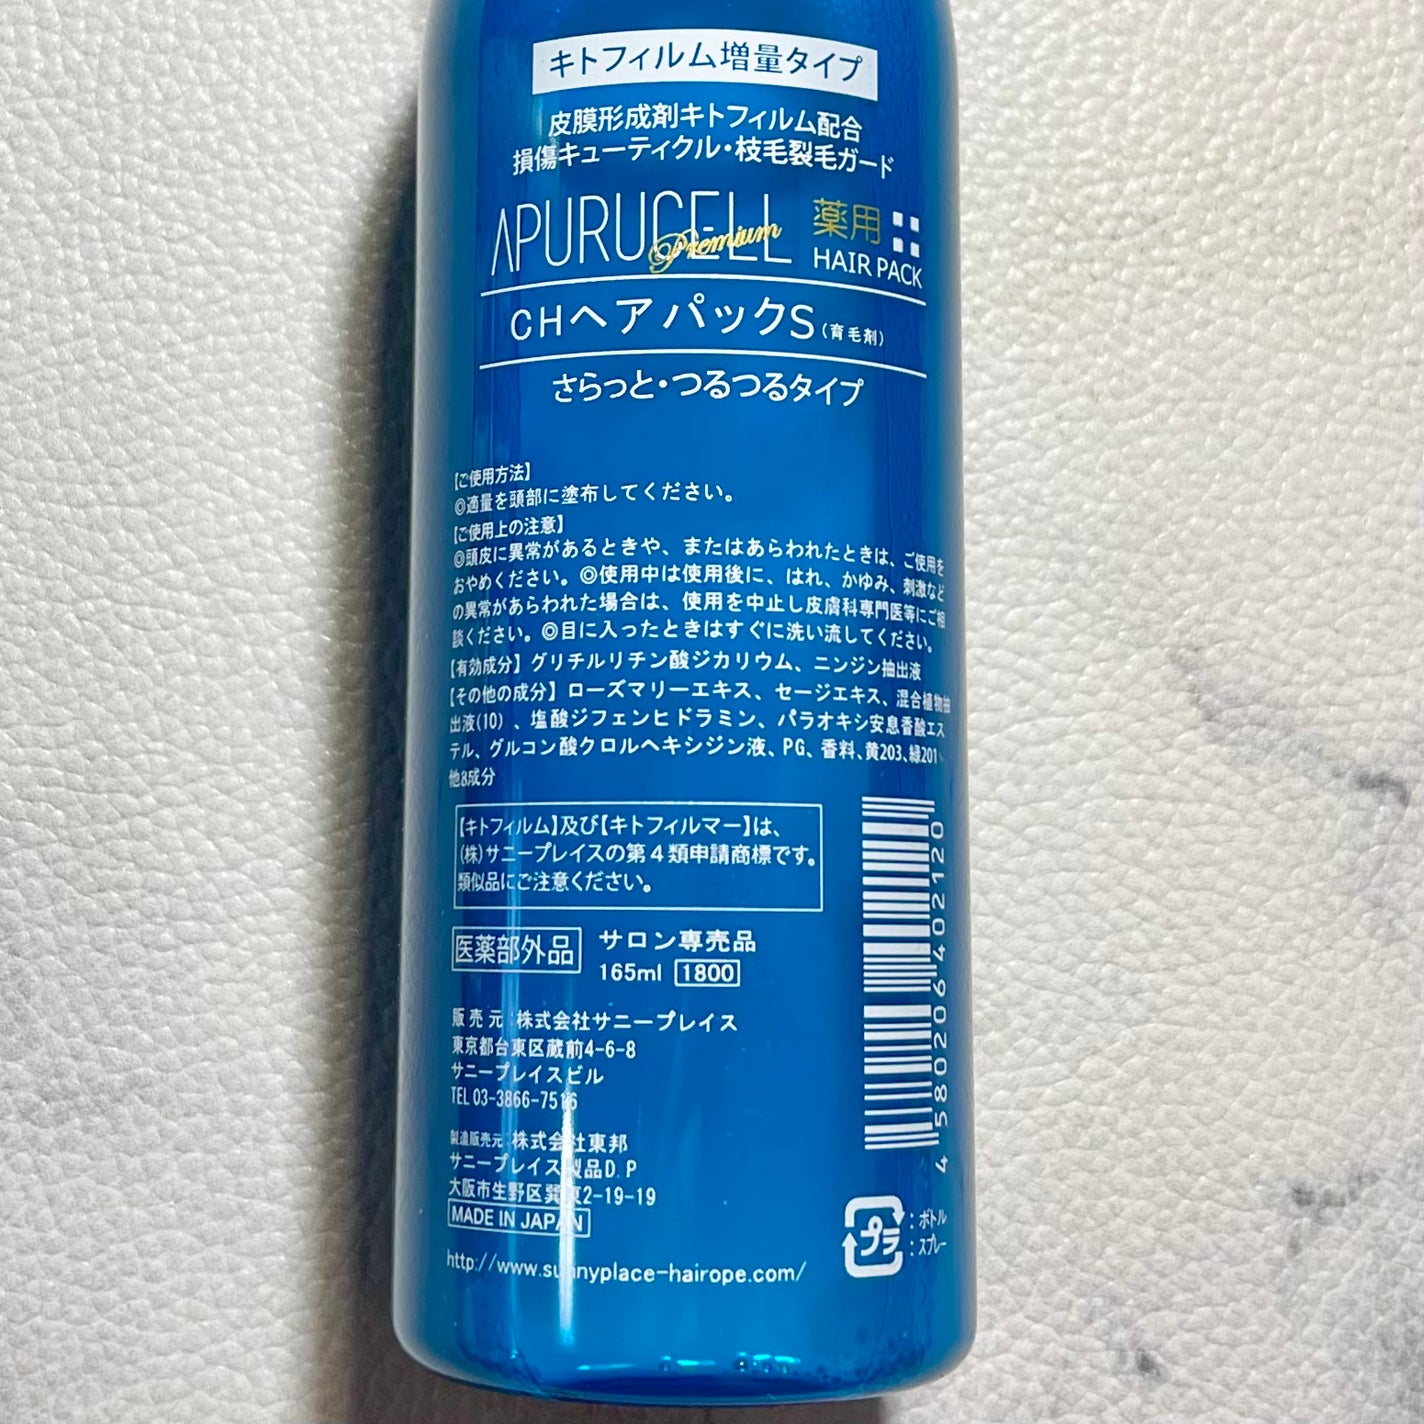 キトフィルム増量タイプ
皮膜形成剤キトフィルム配合
損傷キューティクル・枝毛裂毛ガード
APURUCELL Premium 薬用 HAIR PACK
CHヘアパックS(育毛剤)
さらっと・つるつるタイプ
【ご使用方法】
◎適量を頭部に塗布してください。
【ご使用上の注意】
◎頭皮に異常があるときや、またはあらわれたときは、ご使用を
おやめください。◎使用中は使用後に、はれ、かゆみ、刺激など
の異常があらわれた場合は、使用を中止し皮膚科専門医等にご相
談ください。◎目に入ったときはすぐに洗い流してください。
【有効成分】グリチルリチン酸ジカリウム、ニンジン抽出液
【その他の成分】ローズマリーエキス、セージエキス、混合植物抽
出液(10)、塩酸ジフェンヒドラミン、パラオキシ安息香酸エス
テル、グルコン酸クロルヘキシジン液、PG、香料、黄203、緑201、
他8成分
【キトフィルム】及び【キトフィルマー】は、
(株)サニープレイスの第4類申請商標です。
類似品にご注意ください。
医薬部外品 サロン専売品
165ml 1800
販売元:株式会社サニープレイス
東京都台東区蔵前4-6-8
サニープレイスビル
TEL 03-3866-7516
製造販売元:株式会社東邦
サニープレイス製品D.P
大阪市生野区巽東2-19-19
MADE IN JAPAN
http://www.sunnyplace-hairope.com/
4580206402120
プラ :ボトル
:スプレー